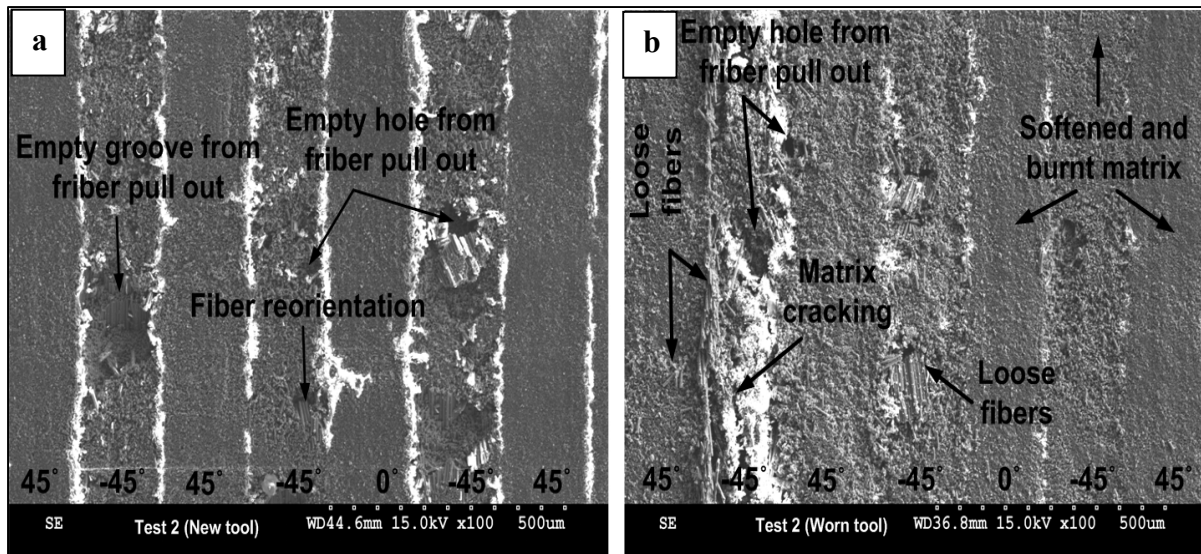 a
Empty groove from
friber pull out
Empty hole from
friber pull out
Fiber reorientation
45° -45° 45° -45° 0° -45° 45°
SE Test 2 (New tool) WD44.6mm 15.0kV x100 500um
b
Empty hole from
friber pull out
Loose
fibers
Softened and
burnt matrix
Matrix
cracking
Loose
fibers
45° -45° 45° -45° 0° -45° 45°
SE Test 2 (Worn tool) WD36.8mm 15.0kV x100 500um